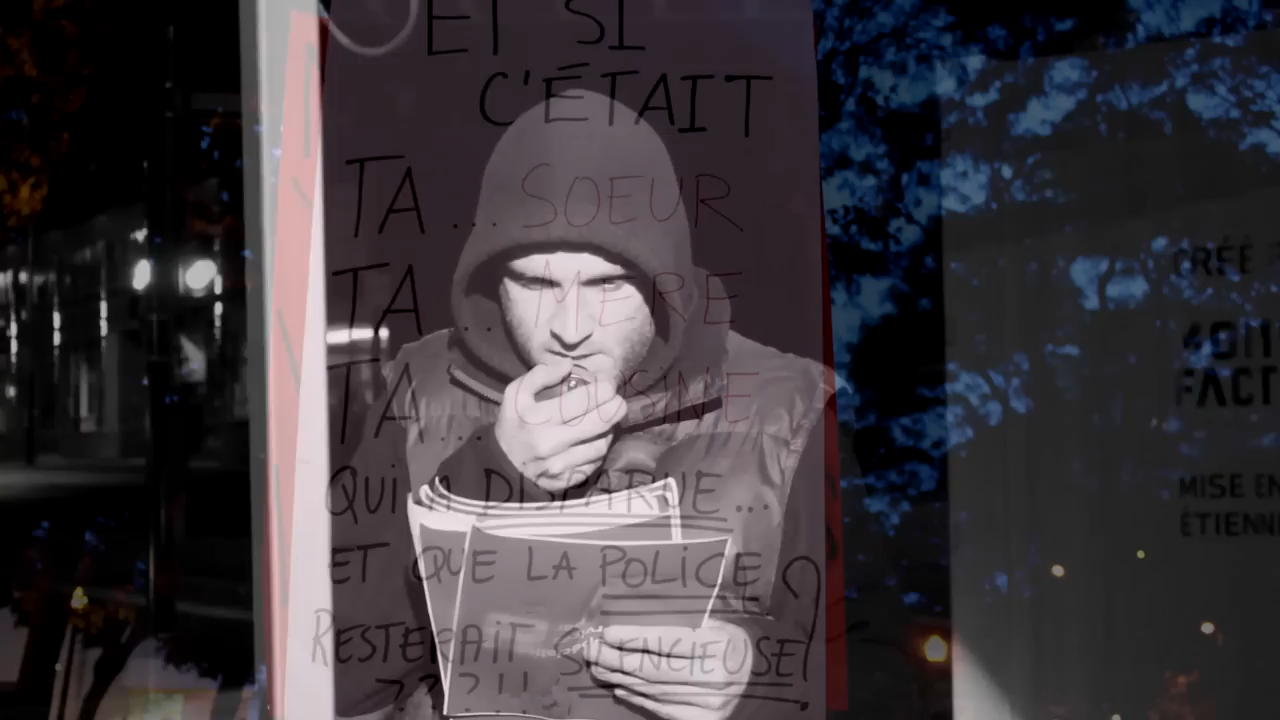 ET SI
C'ÉTAIT
TA... SOEUR
TA... MÈRE
TA... COUSINE
QUI a DISPARUE...
ET QUE LA POLICE
RESTERAIT SILENCIEUSE?
???!!
CRÉÉ
MISE EN
ÉTIENN